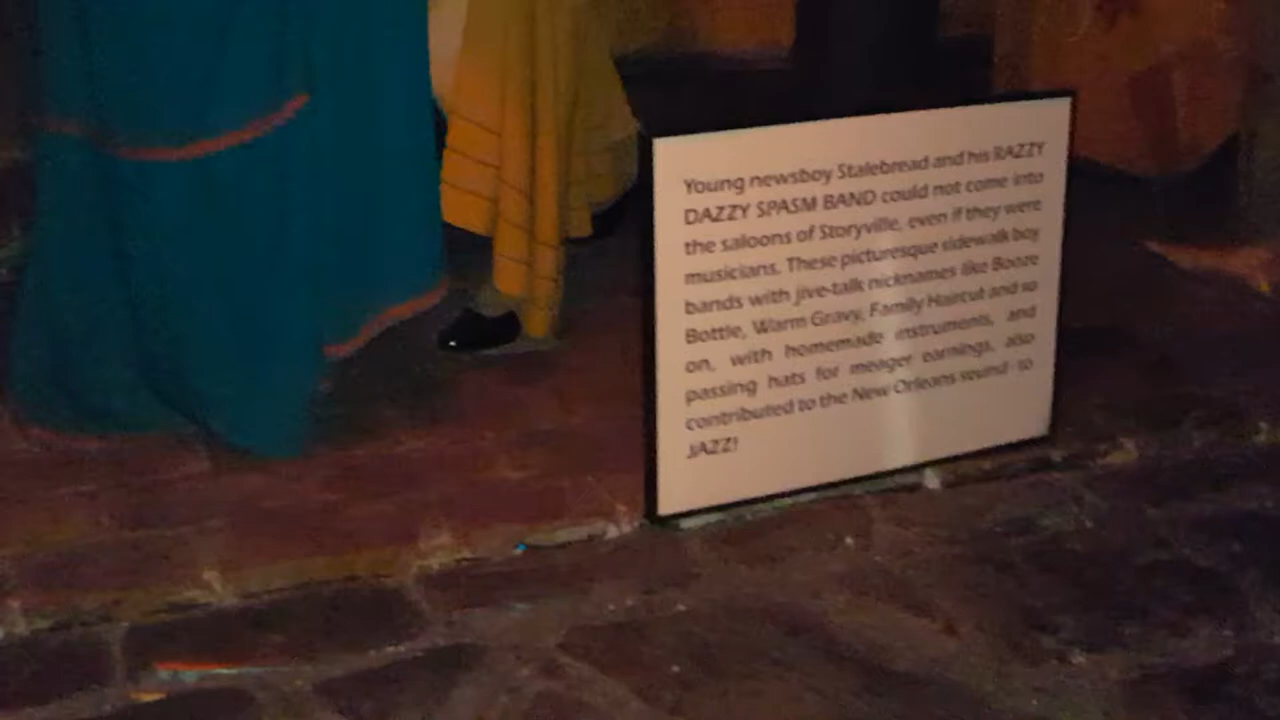 Young newsboy Stalebread and his RAZZY
DAZZY SPASM BAND could not come into
the saloons of Storyville, even if they were
musicians. These picturesque sidewalk boy
bands with jive-talk nicknames like Booze
Bottle, Warm Gravy, Family Haircut and so
on, with homemade instruments, and
passing hats for meager earnings, also
contributed to the New Orleans sound - to
JAZZ!